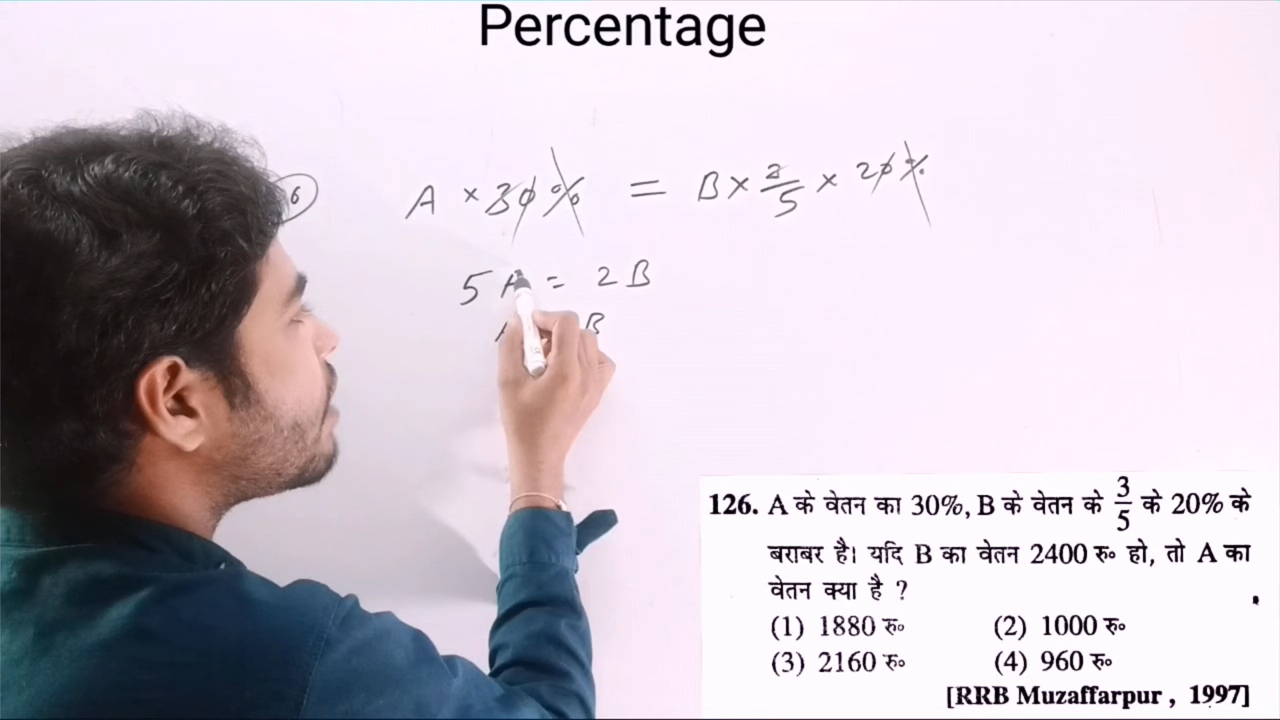 Percentage
6 A × 30% = B × 3/5 × 20%
5A = 2B
B
126. A के वेतन का 30%, B के वेतन के 3/5 के 20% के
बराबर है। यदि B का वेतन 2400 रु० हो, तो A का
वेतन क्या है ?
(1) 1880 रु० (2) 1000 रु०
(3) 2160 रु० (4) 960 रु०
[RRB Muzaffarpur , 1997]